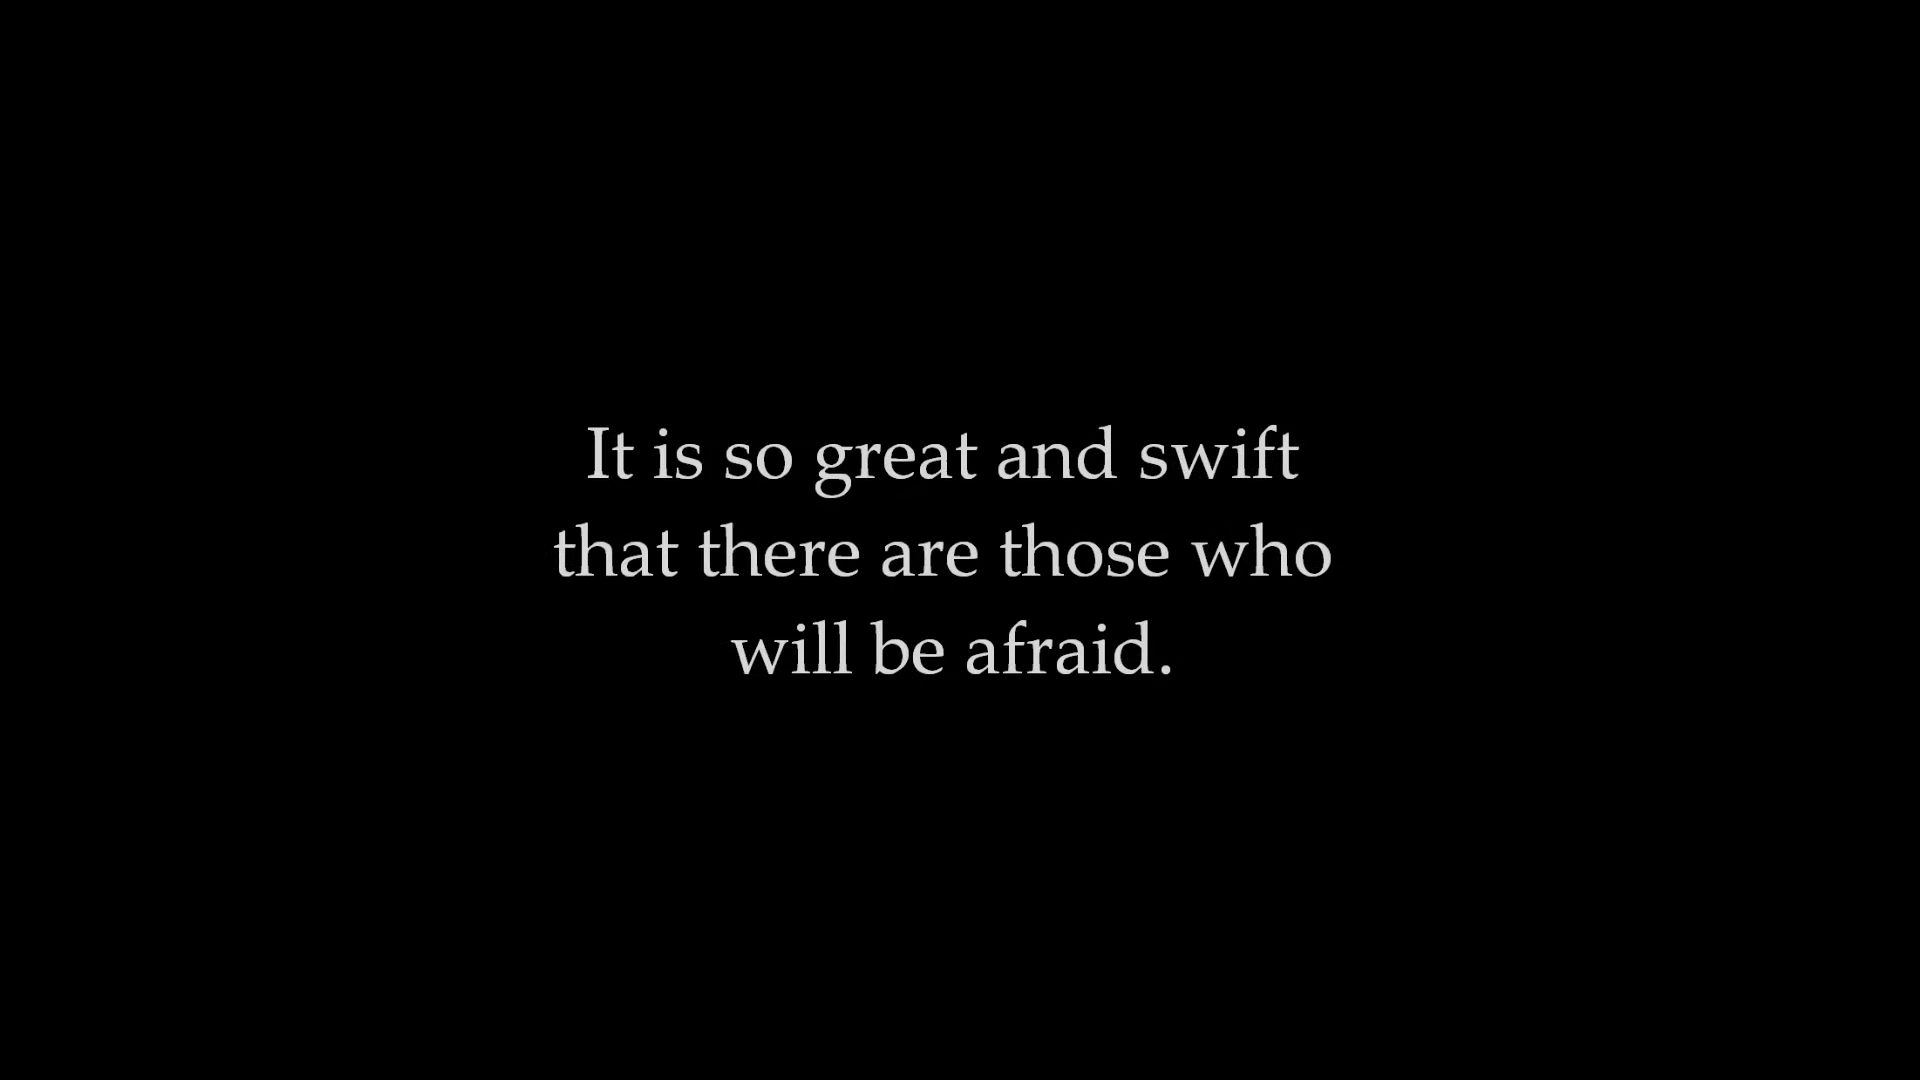 It is so great and swift
that there are those who
will be afraid.